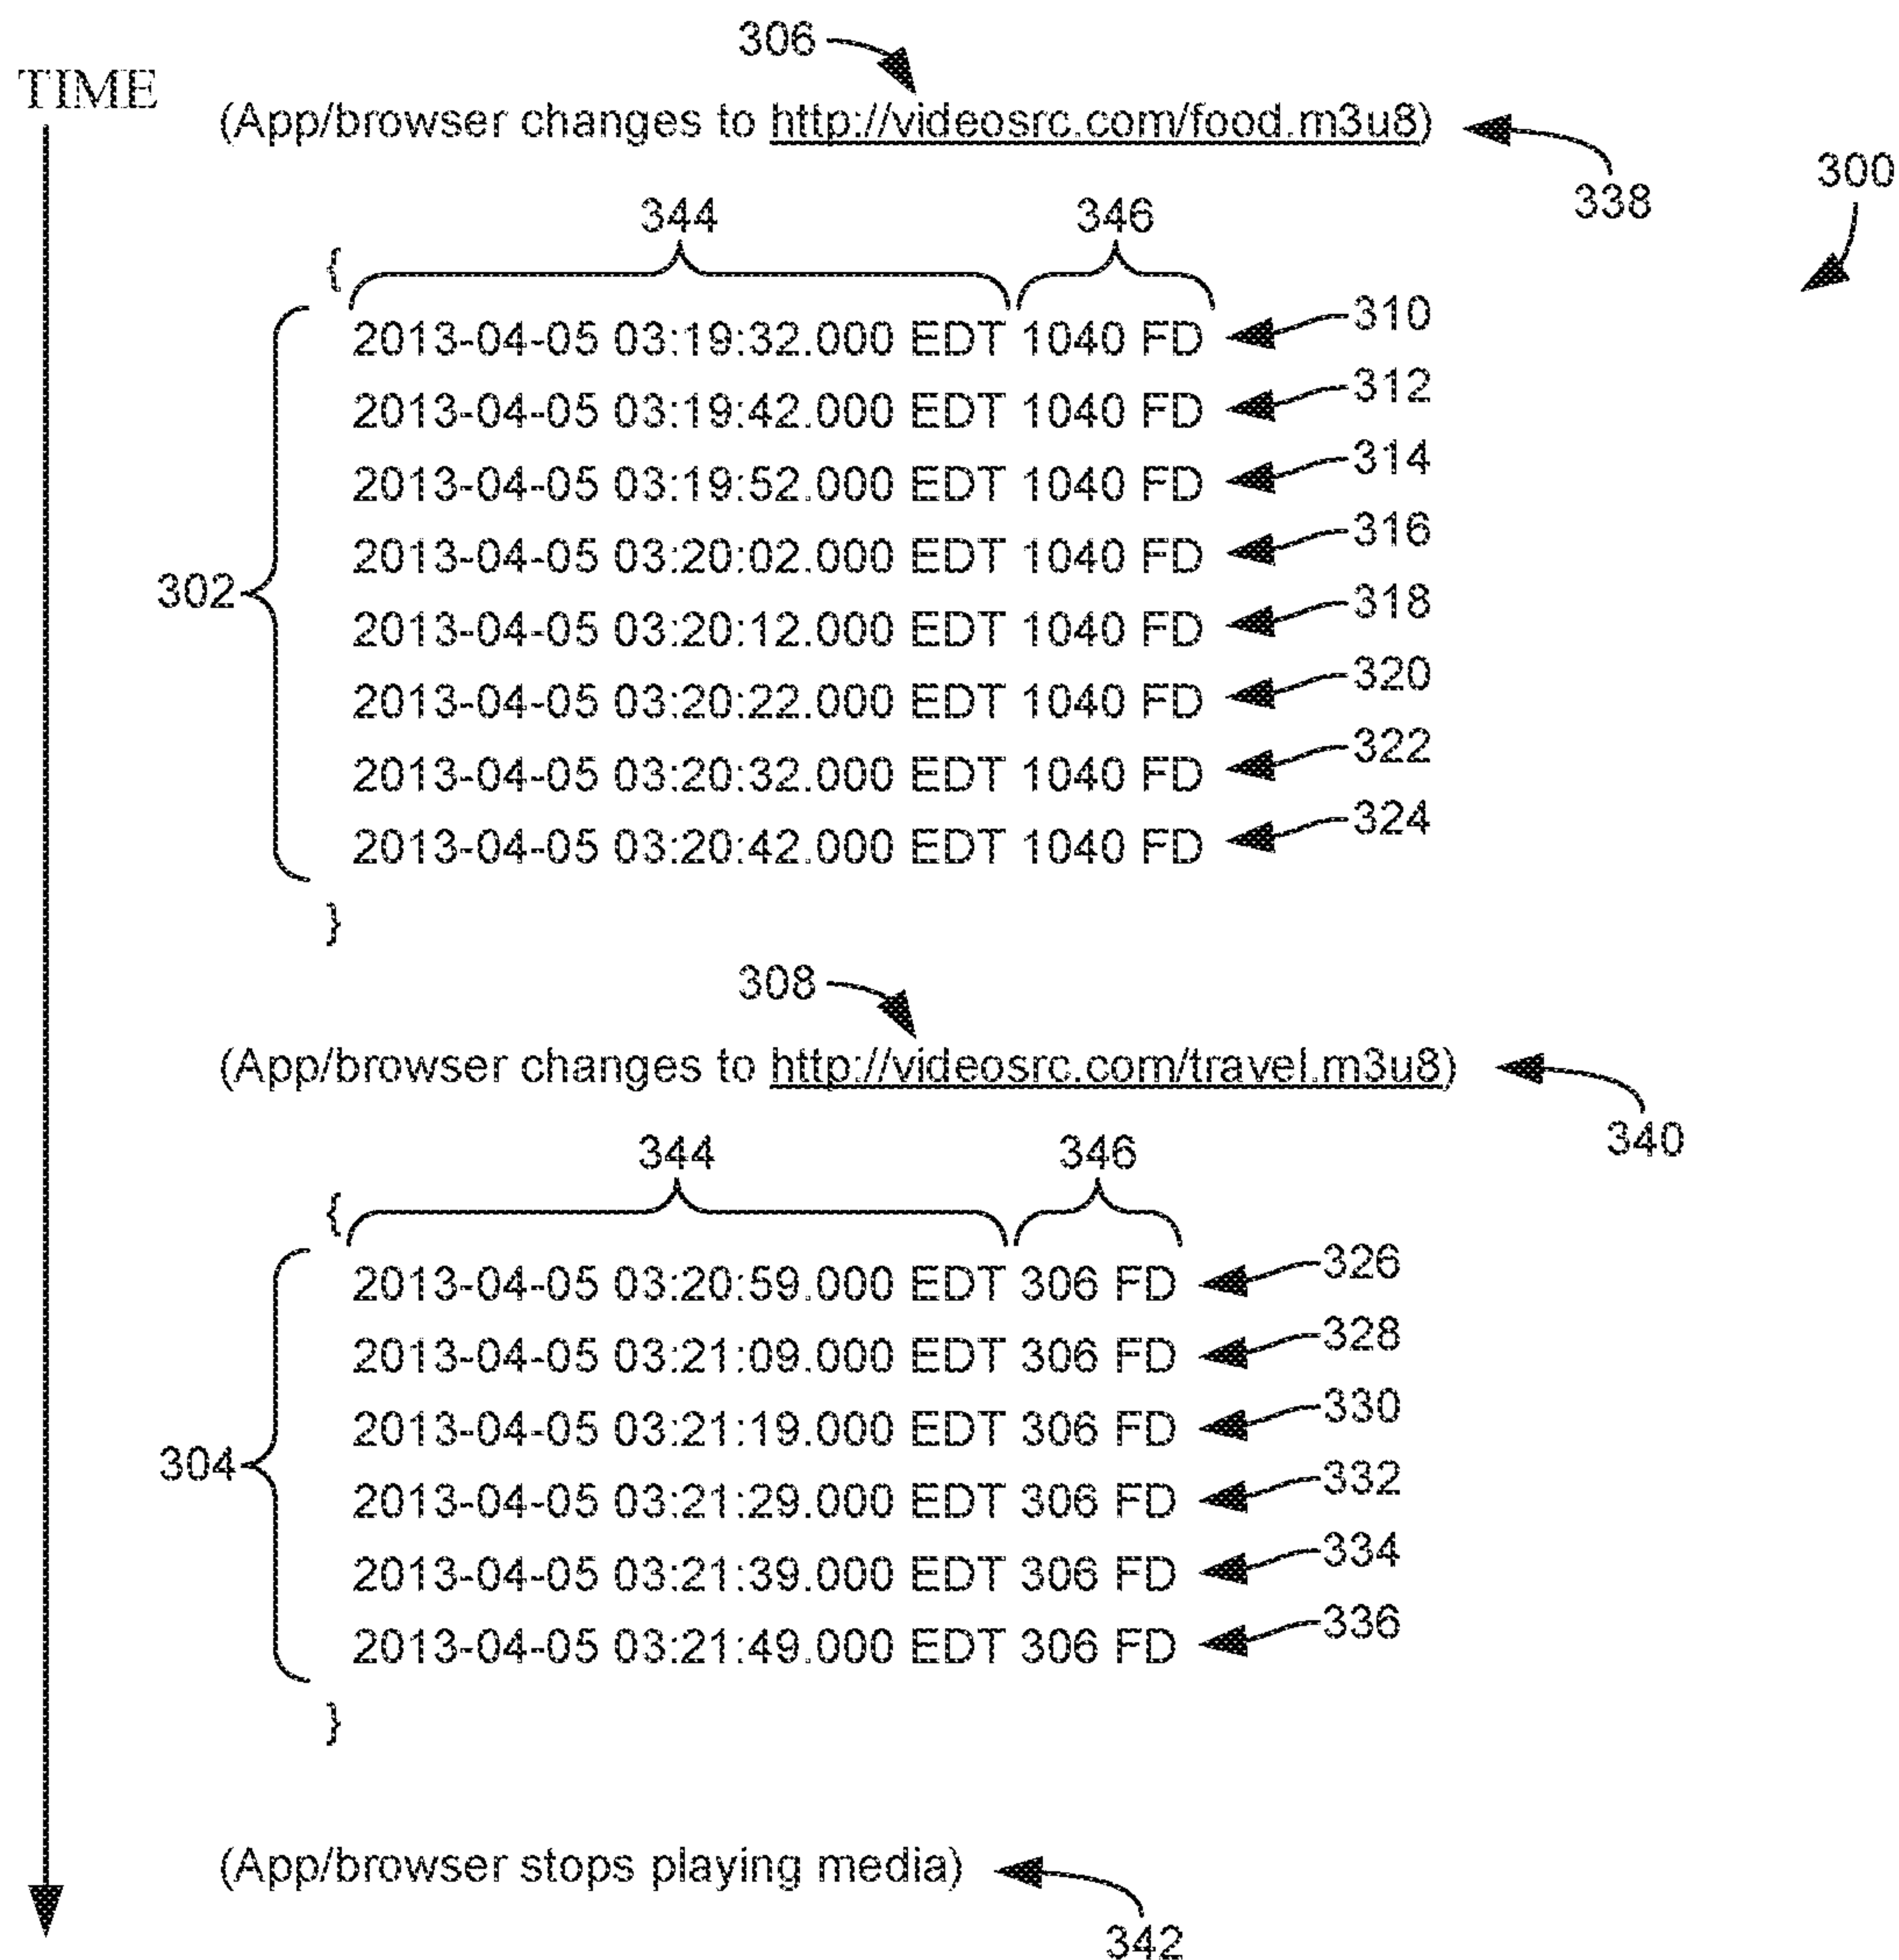 306
TIME
(App/browser changes to http://videosrc.com/food.m3u8)
338
300
344 346
{
2013-04-05 03:19:32.000 EDT 1040 FD 310
2013-04-05 03:19:42.000 EDT 1040 FD 312
2013-04-05 03:19:52.000 EDT 1040 FD 314
2013-04-05 03:20:02.000 EDT 1040 FD 316
302
2013-04-05 03:20:12.000 EDT 1040 FD 318
2013-04-05 03:20:22.000 EDT 1040 FD 320
2013-04-05 03:20:32.000 EDT 1040 FD 322
2013-04-05 03:20:42.000 EDT 1040 FD 324
}
308
(App/browser changes to http://videosrc.com/travel.m3u8)
340
344 346
{
2013-04-05 03:20:59.000 EDT 306 FD 326
2013-04-05 03:21:09.000 EDT 306 FD 328
2013-04-05 03:21:19.000 EDT 306 FD 330
304
2013-04-05 03:21:29.000 EDT 306 FD 332
2013-04-05 03:21:39.000 EDT 306 FD 334
2013-04-05 03:21:49.000 EDT 306 FD 336
}
(App/browser stops playing media)
342